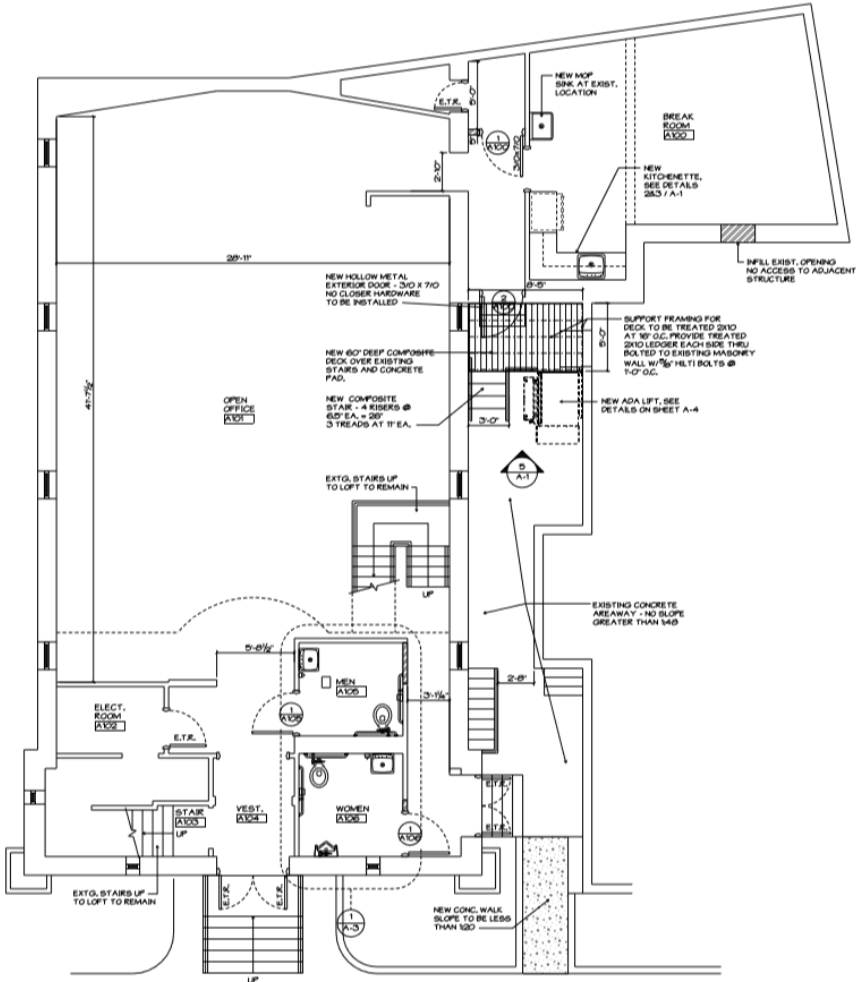 NEW MOP
SINK AT EXIST.
LOCATION
E.T.R.
5'-0"
1
3/0x7/0
BREAK
ROOM
A100
2'-10"
NEW
KITCHENETTE,
SEE DETAILS
2&3 / A-1
28'-11"
INFILL EXIST. OPENING
NO ACCESS TO ADJACENT
STRUCTURE
NEW HOLLOW METAL
EXTERIOR DOOR - 3/0 X 7/0
NO CLOSER HARDWARE
TO BE INSTALLED
8'-5"
SUPPORT FRAMING FOR
DECK TO BE TREATED 2X10
AT 16" O.C. PROVIDE TREATED
2X10 LEDGER EACH SIDE THRU
BOLTED TO EXISTING MASONRY
WALL W/ 5/8" HILTI BOLTS @
1'-0" O.C.
5'-0"
NEW 60" DEEP COMPOSITE
DECK OVER EXISTING
STAIRS AND CONCRETE
PAD.
41'-7½"
OPEN
OFFICE
A101
NEW COMPOSITE
STAIR - 4 RISERS @
6.5" EA. = 26"
3 TREADS AT 11" EA.
3'-0"
NEW ADA LIFT, SEE
DETAILS ON SHEET A-4
5
A-1
EXTG. STAIRS UP
TO LOFT TO REMAIN
UP
EXISTING CONCRETE
AREAWAY - NO SLOPE
GREATER THAN 1:48
5'-8½"
MEN
A105
3'-1¼"
2'-8"
ELECT.
ROOM
A102
1
A105
E.T.R.
E.T.R.
STAIR
A103
UP
VEST.
A104
WOMEN
A106
1
A106
E.T.R.
EXTG. STAIRS UP
TO LOFT TO REMAIN
E.T.R.
E.T.R.
1
A-3
NEW CONC. WALK
SLOPE TO BE LESS
THAN 1:20
UP